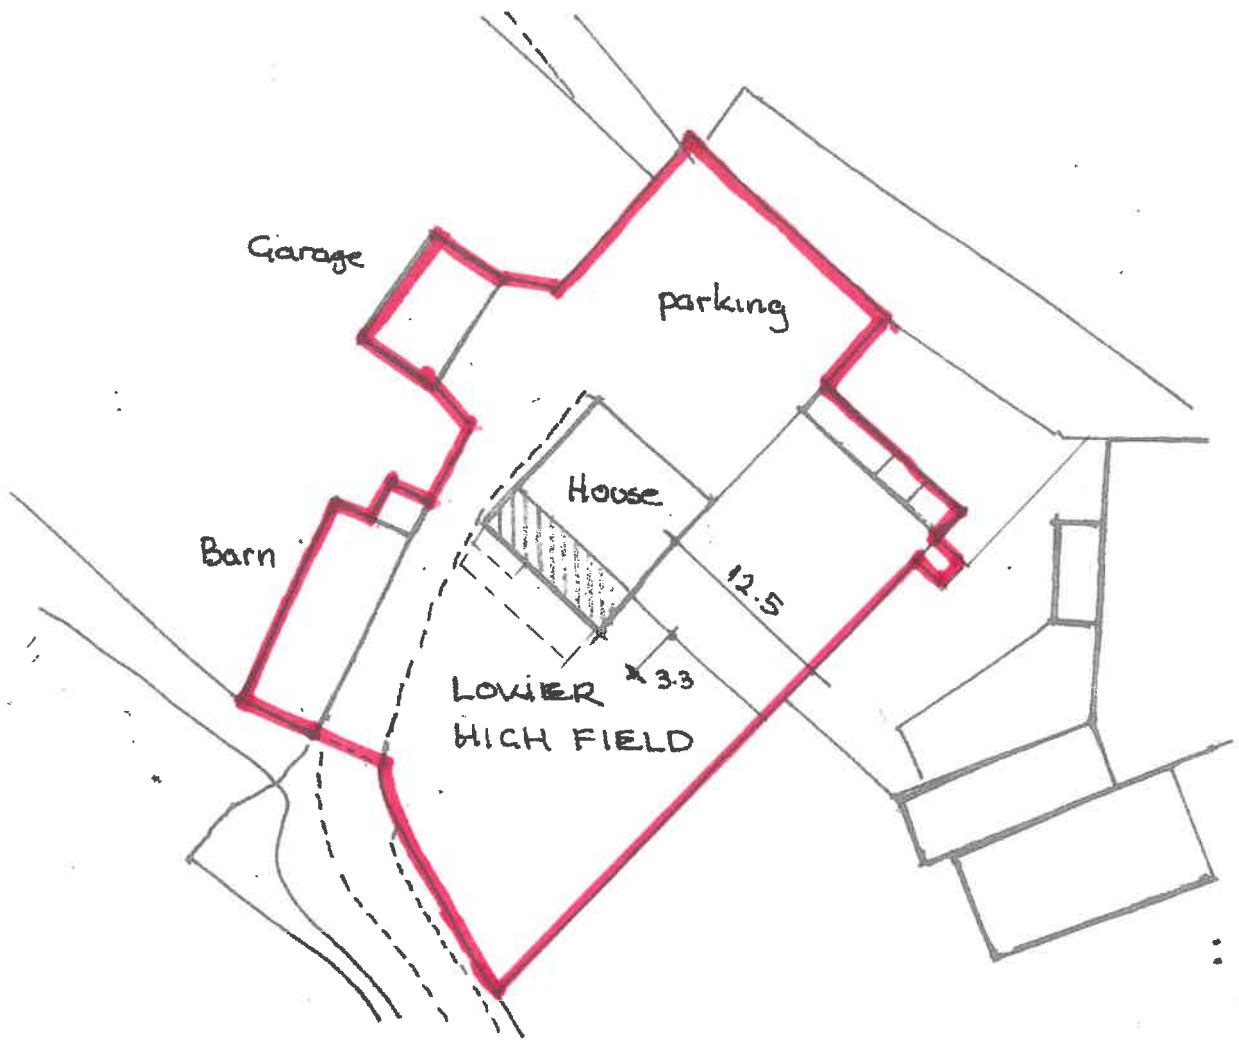 Garage
parking
House
Barn
12.5
3.3
LOWER
HIGH FIELD